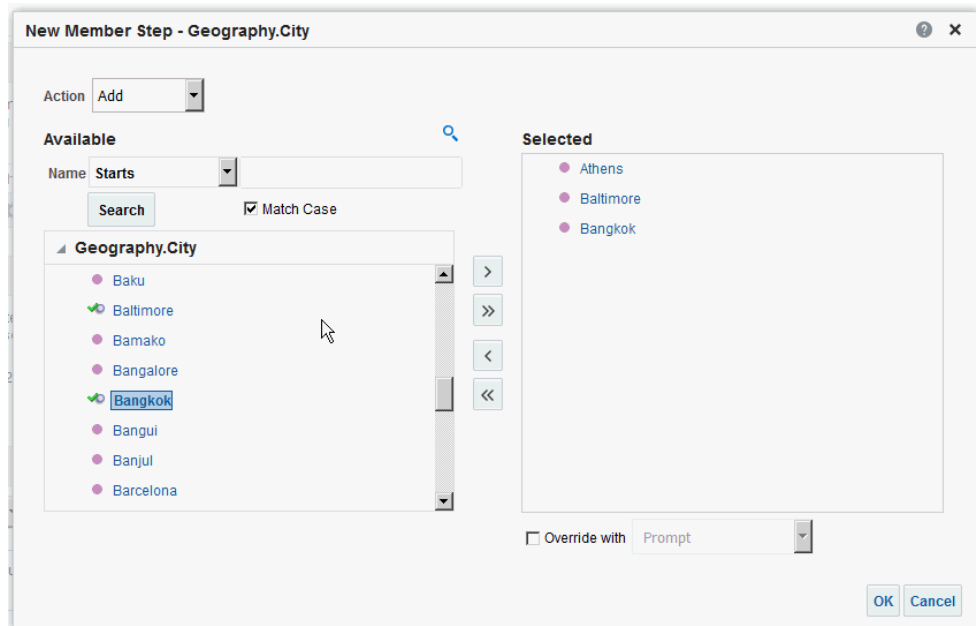 New Member Step - Geography.City
Action Add
Available
Name Starts
Search Match Case
Geography.City
Baku
Baltimore
Bamako
Bangalore
Bangkok
Bangui
Banjul
Barcelona
Selected
Athens
Baltimore
Bangkok
Override with Prompt
OK Cancel